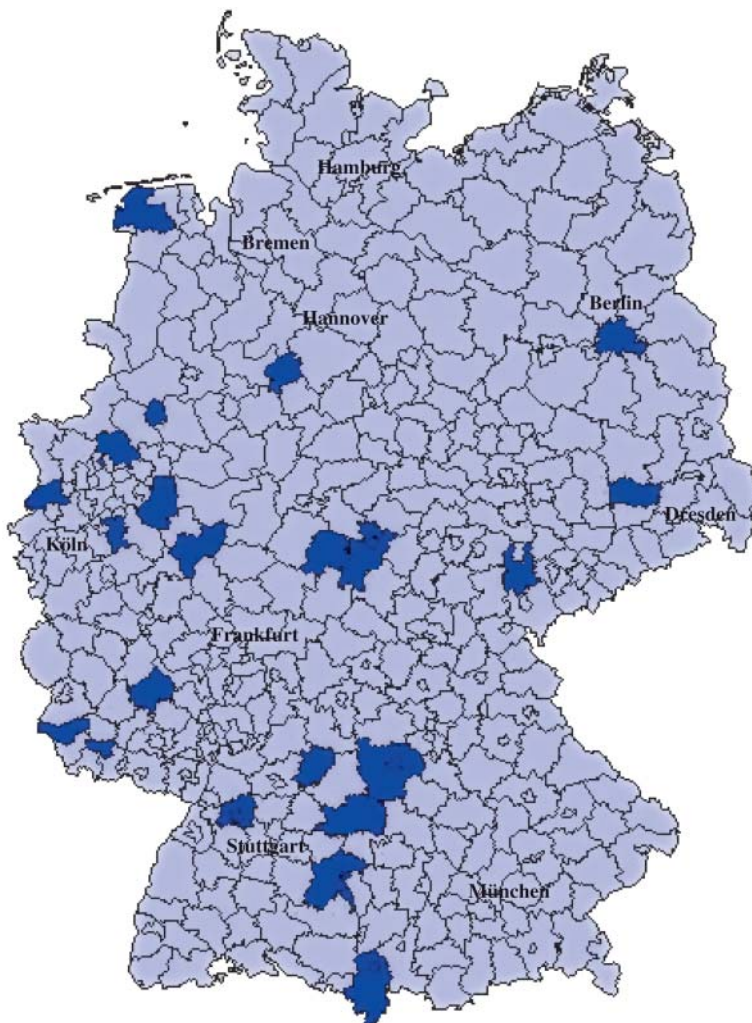 Hamburg
Bremen
Berlin
Hannover
Dresden
Köln
Frankfurt
Stuttgart
München